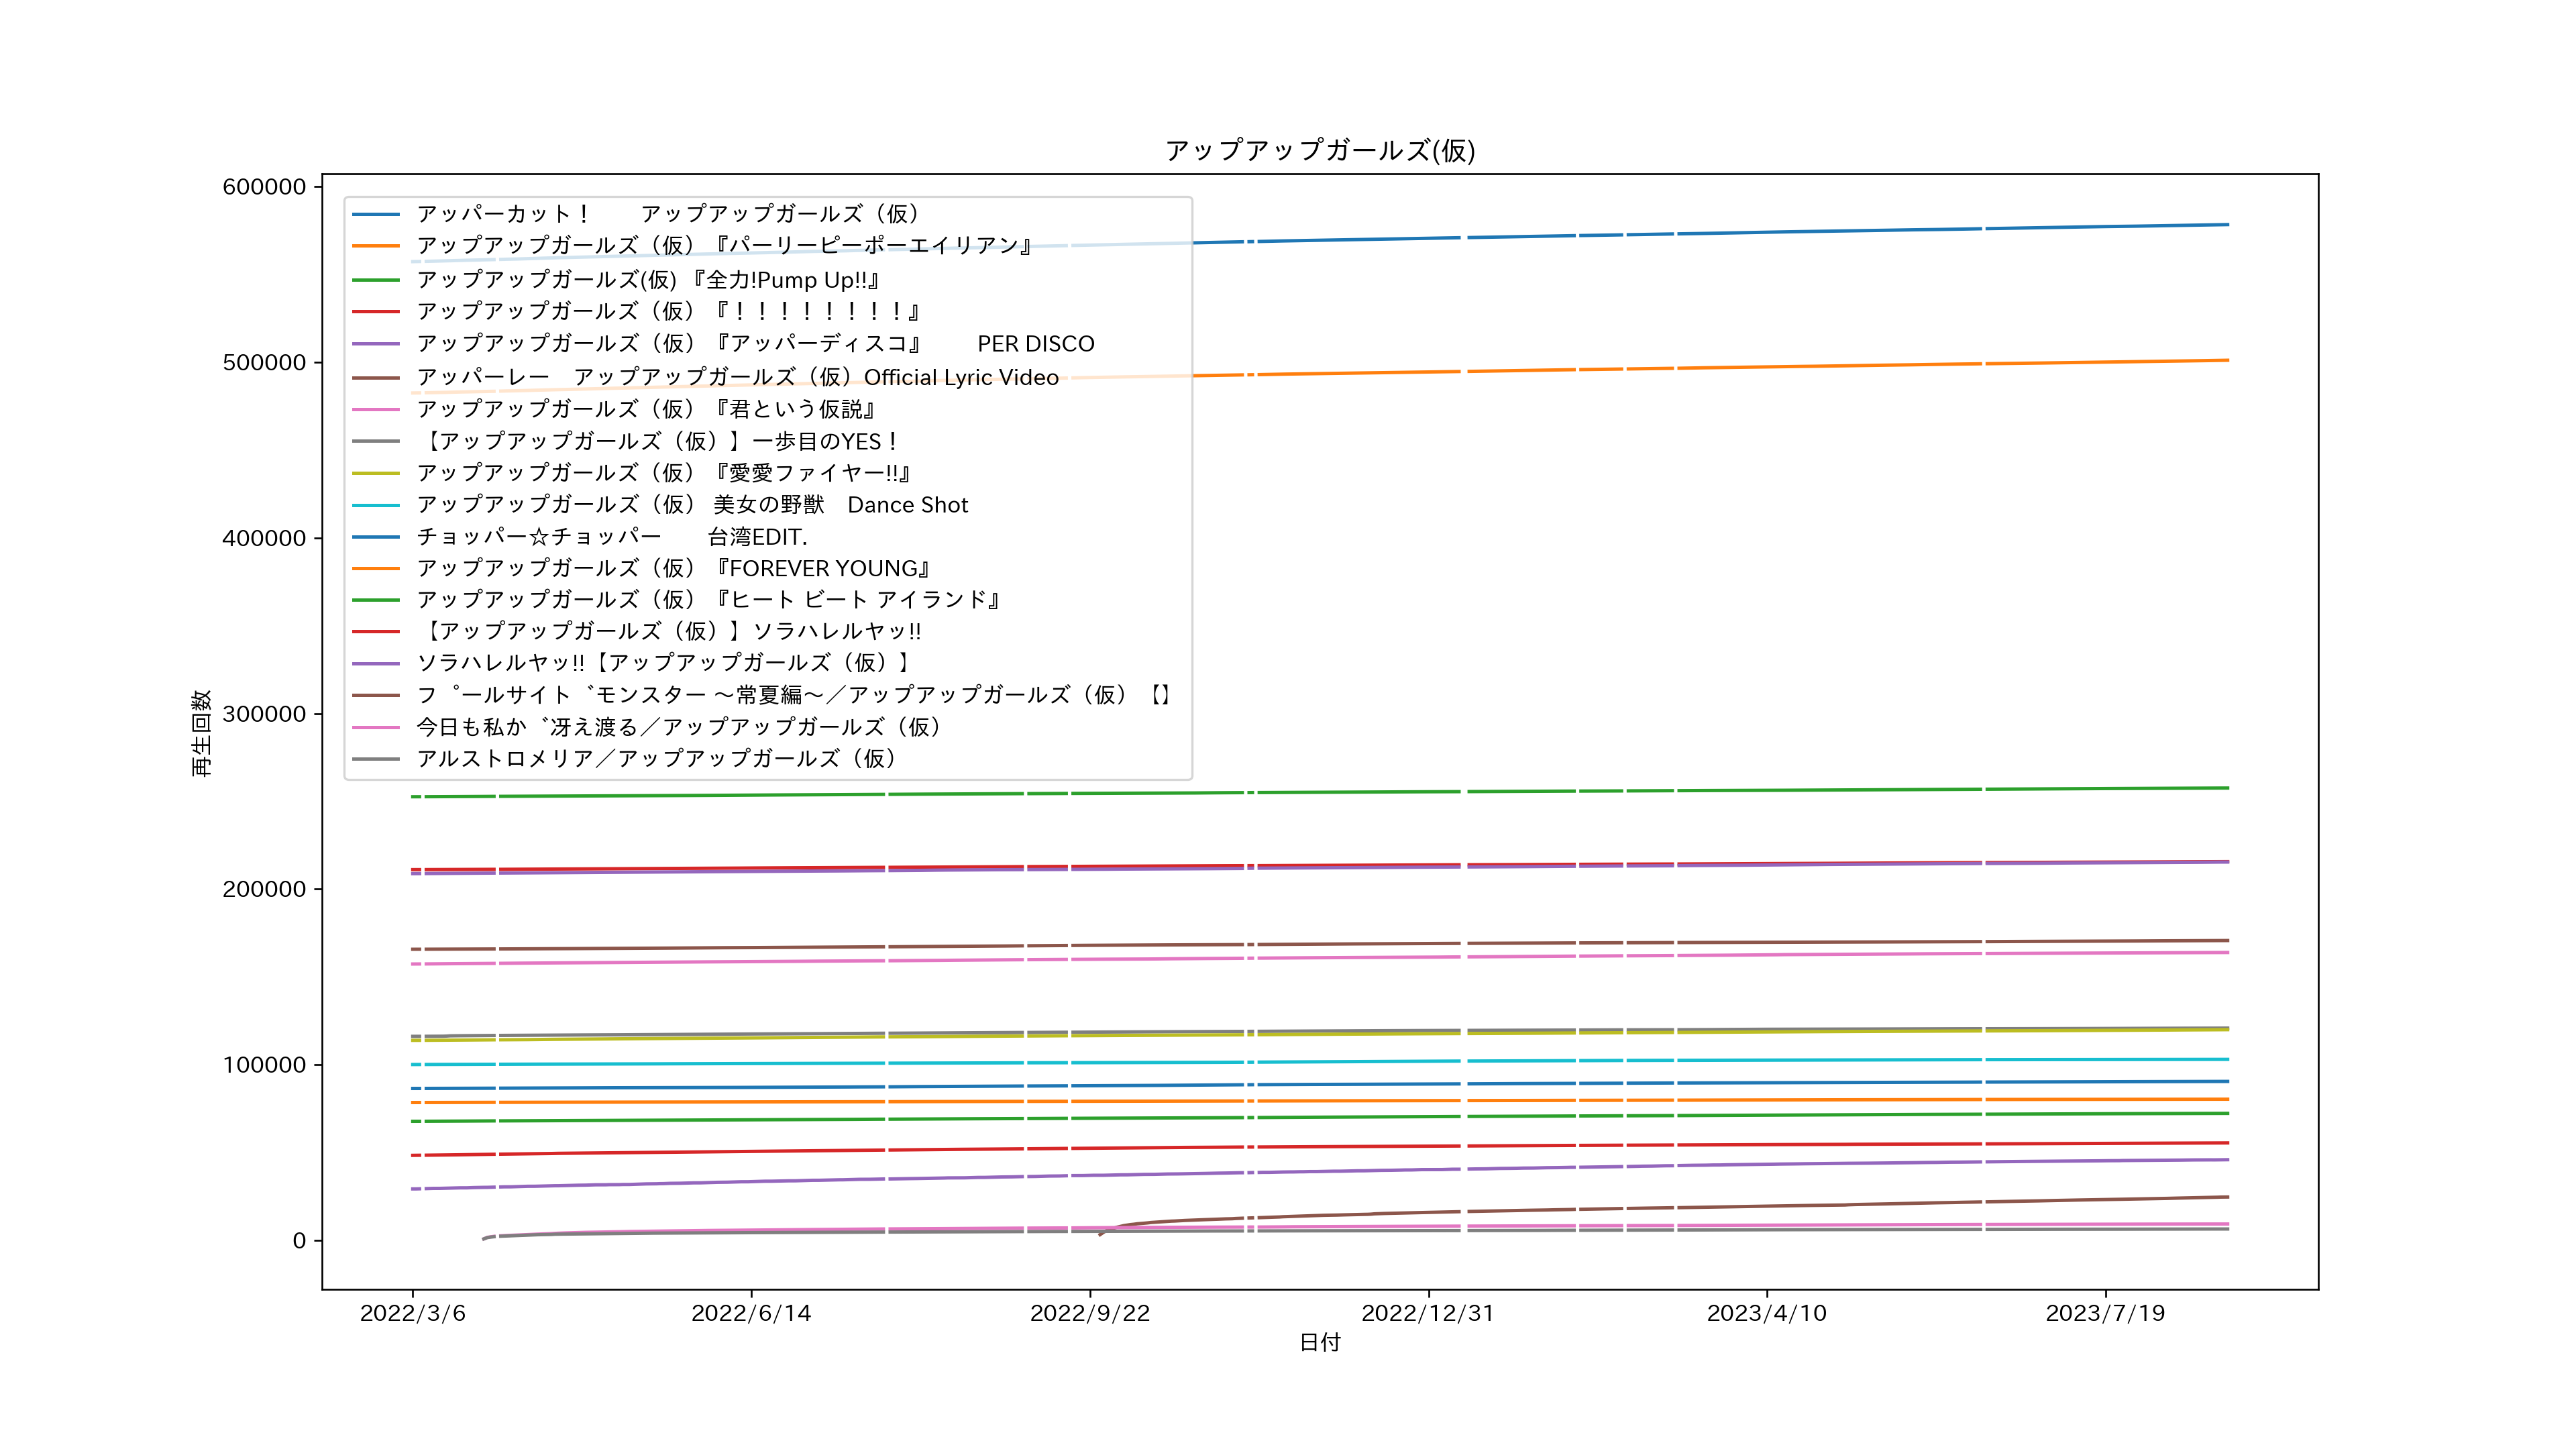 アップアップガールズ(仮)
600000
500000
400000
300000
200000
100000
0
再生回数
アッパーカット！　　アップアップガールズ（仮）
アップアップガールズ（仮）『パーリーピーポーエイリアン』
アップアップガールズ(仮) 『全力!Pump Up!!』
アップアップガールズ（仮）『！！！！！！！！』
アップアップガールズ（仮）『アッパーディスコ』　　PER DISCO
アッパーレー　アップアップガールズ（仮）Official Lyric Video
アップアップガールズ（仮）『君という仮説』
【アップアップガールズ（仮）】一歩目のYES！
アップアップガールズ（仮）『愛愛ファイヤー!!』
アップアップガールズ（仮） 美女の野獣　Dance Shot
チョッパー☆チョッパー　　台湾EDIT.
アップアップガールズ（仮）『FOREVER YOUNG』
アップアップガールズ（仮）『ヒート ビート アイランド』
【アップアップガールズ（仮）】ソラハレルヤッ!!
ソラハレルヤッ!!【アップアップガールズ（仮）】
フ゜ールサイト゛モンスター ～常夏編～／アップアップガールズ（仮）【】
今日も私か゛冴え渡る／アップアップガールズ（仮）
アルストロメリア／アップアップガールズ（仮）
2022/3/6
2022/6/14
2022/9/22
2022/12/31
2023/4/10
2023/7/19
日付